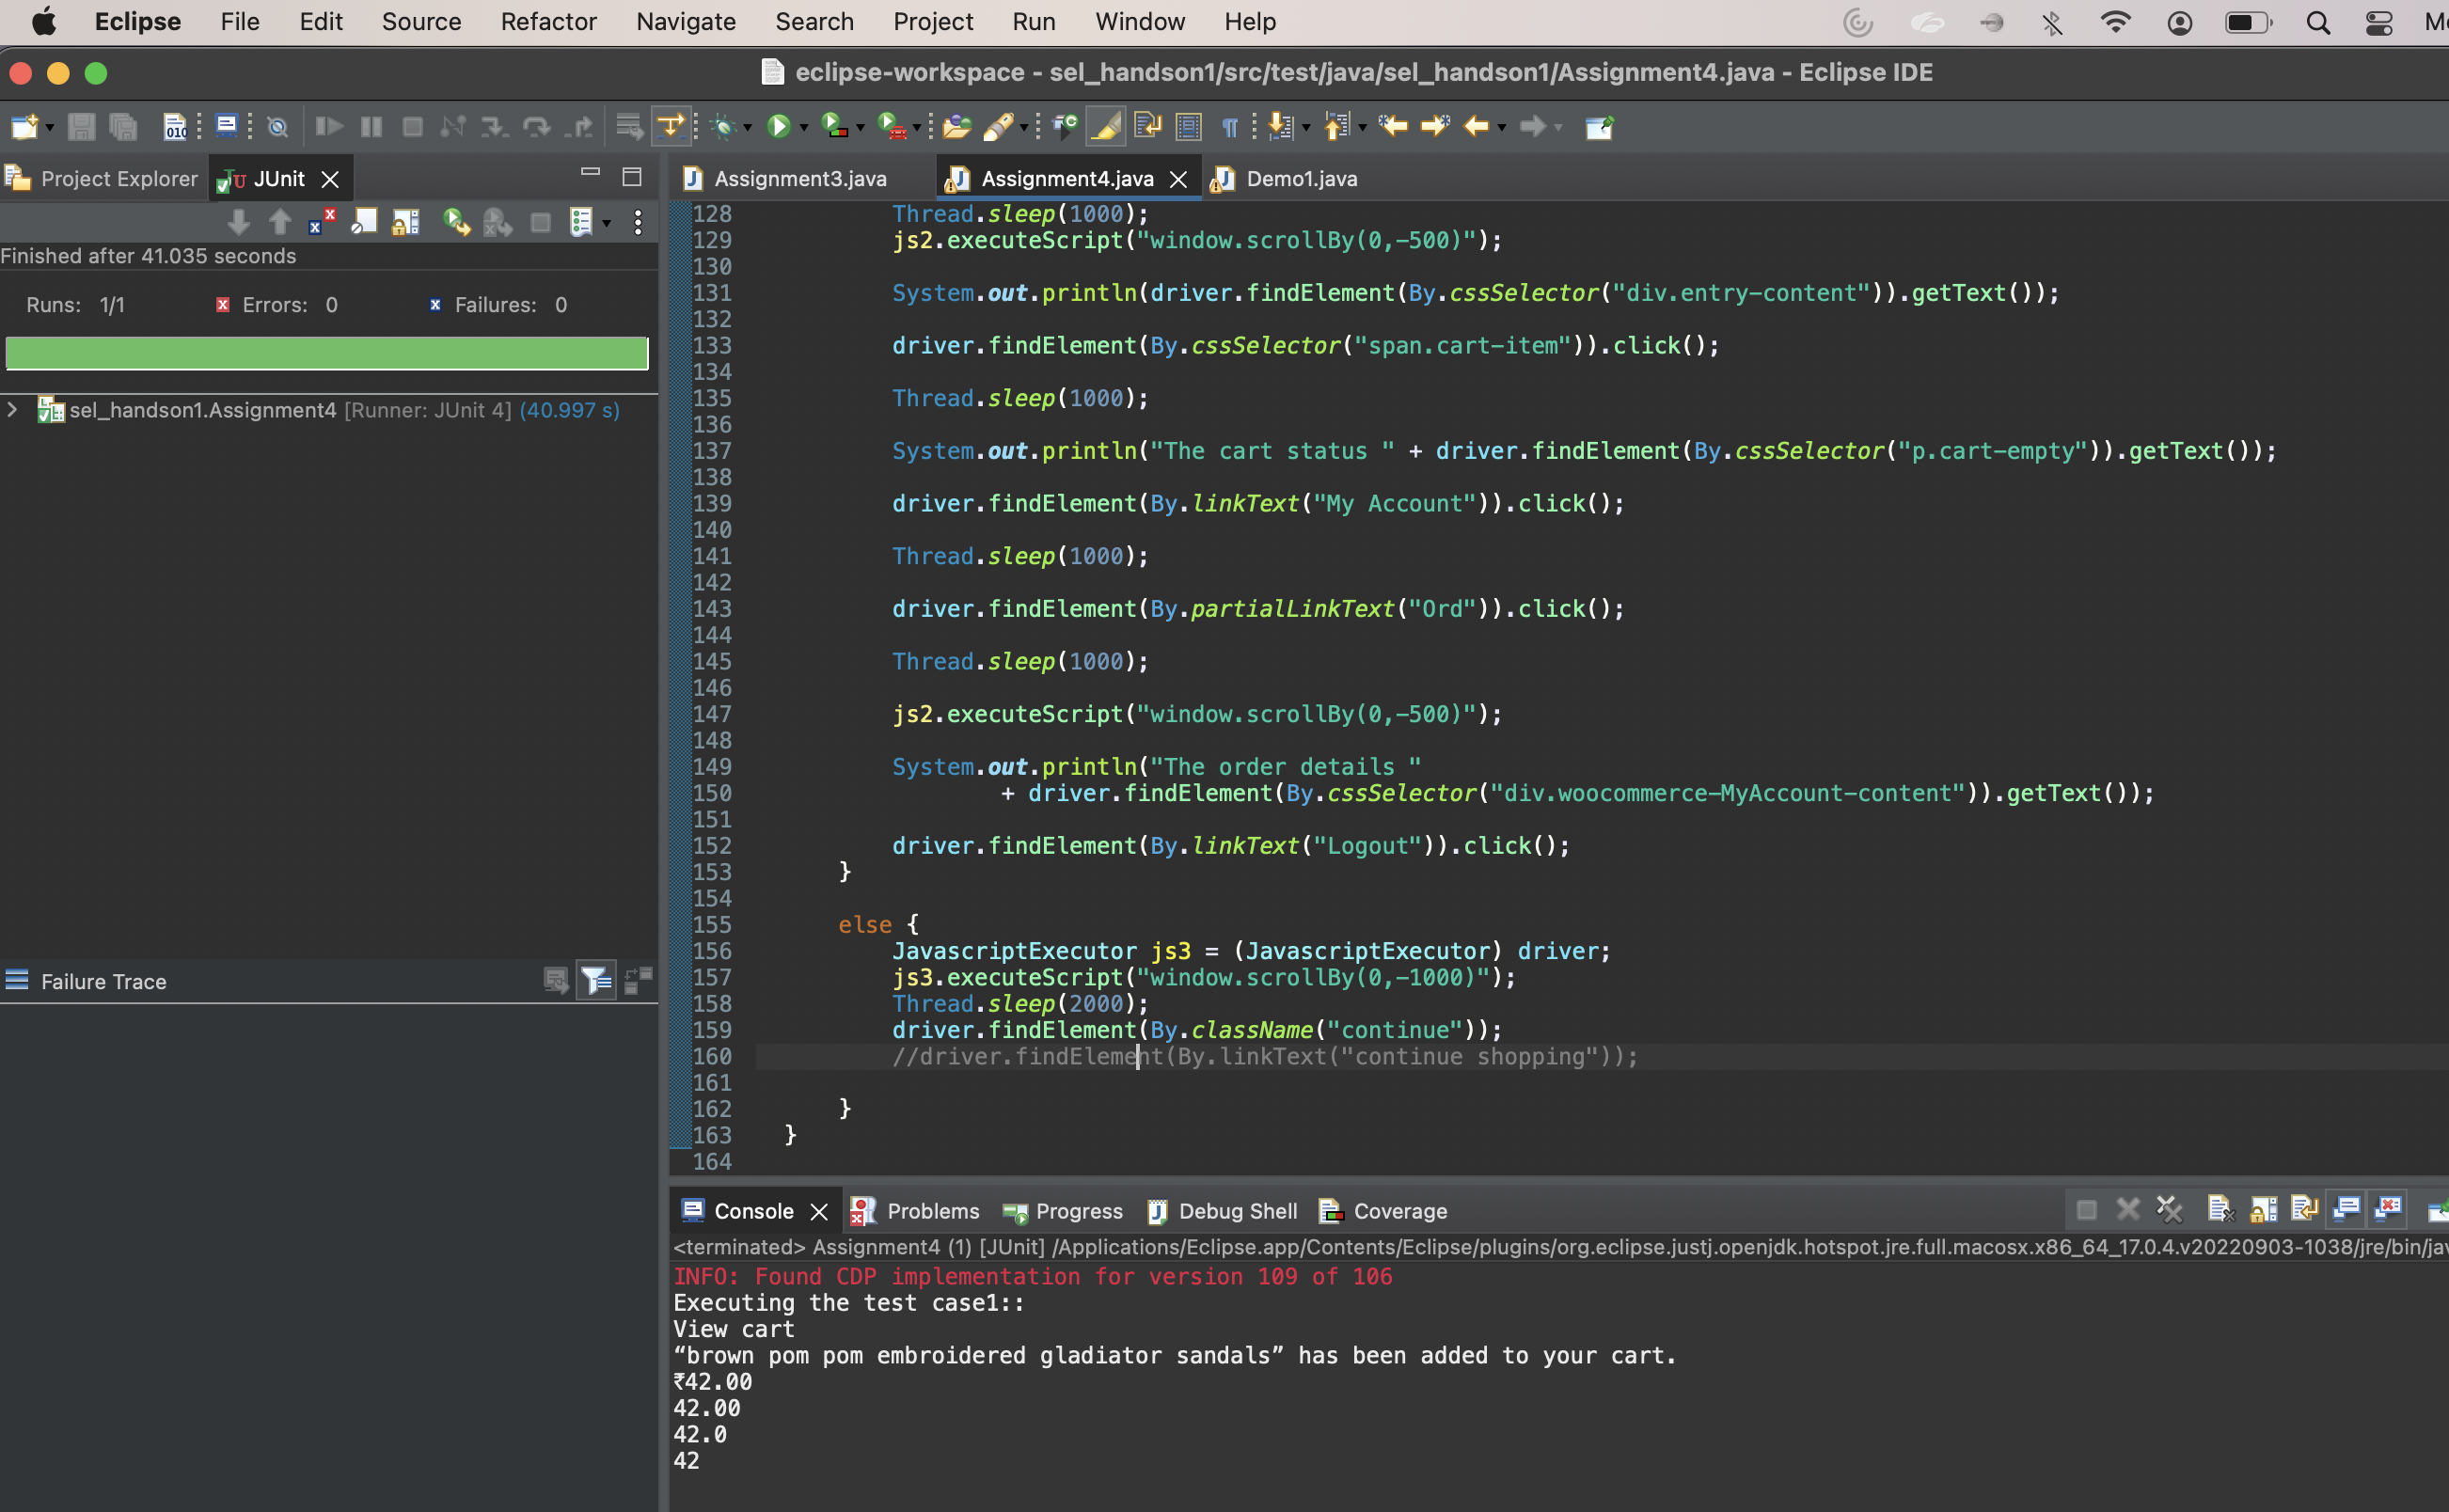 Eclipse File Edit Source Refactor Navigate Search Project Run Window Help
eclipse-workspace - sel_handson1/src/test/java/sel_handson1/Assignment4.java - Eclipse IDE
Project Explorer JUnit
Finished after 41.035 seconds
Runs: 1/1 Errors: 0 Failures: 0
sel_handson1.Assignment4 [Runner: JUnit 4] (40.997 s)
Failure Trace
Assignment3.java Assignment4.java Demo1.java
128 Thread.sleep(1000);
129 js2.executeScript("window.scrollBy(0,-500)");
130
131 System.out.println(driver.findElement(By.cssSelector("div.entry-content")).getText());
132
133 driver.findElement(By.cssSelector("span.cart-item")).click();
134
135 Thread.sleep(1000);
136
137 System.out.println("The cart status " + driver.findElement(By.cssSelector("p.cart-empty")).getText());
138
139 driver.findElement(By.linkText("My Account")).click();
140
141 Thread.sleep(1000);
142
143 driver.findElement(By.partialLinkText("Ord")).click();
144
145 Thread.sleep(1000);
146
147 js2.executeScript("window.scrollBy(0,-500)");
148
149 System.out.println("The order details "
150 + driver.findElement(By.cssSelector("div.woocommerce-MyAccount-content")).getText());
151
152 driver.findElement(By.linkText("Logout")).click();
153 }
154
155 else {
156 JavascriptExecutor js3 = (JavascriptExecutor) driver;
157 js3.executeScript("window.scrollBy(0,-1000)");
158 Thread.sleep(2000);
159 driver.findElement(By.className("continue"));
160 //driver.findElement(By.linkText("continue shopping"));
161
162 }
163 }
164
Console Problems Progress Debug Shell Coverage
<terminated> Assignment4 (1) [JUnit] /Applications/Eclipse.app/Contents/Eclipse/plugins/org.eclipse.justj.openjdk.hotspot.jre.full.macosx.x86_64_17.0.4.v20220903-1038/jre/bin/jav
INFO: Found CDP implementation for version 109 of 106
Executing the test case1::
View cart
“brown pom pom embroidered gladiator sandals” has been added to your cart.
₹42.00
42.00
42.0
42